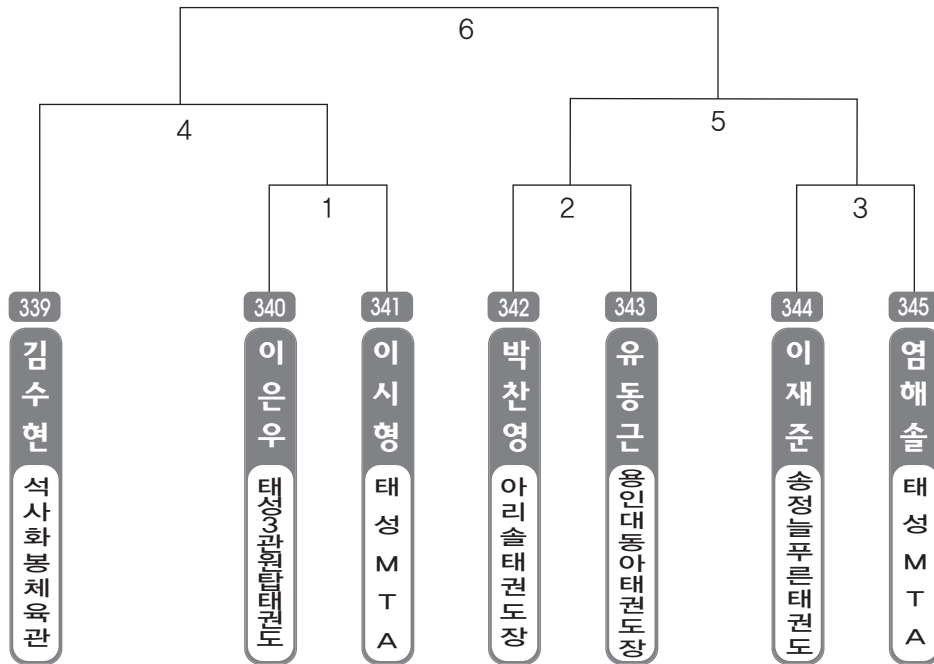 6
4
5
1
2
3
339
340
341
342
343
344
345
김수현
이은우
이시형
박찬영
유동근
이재준
염해솔
석사화봉체육관
태성3관원탑태권도
태성MTA
아리솔태권도장
용인대동아태권도장
송정늘푸른태권도
태성MTA